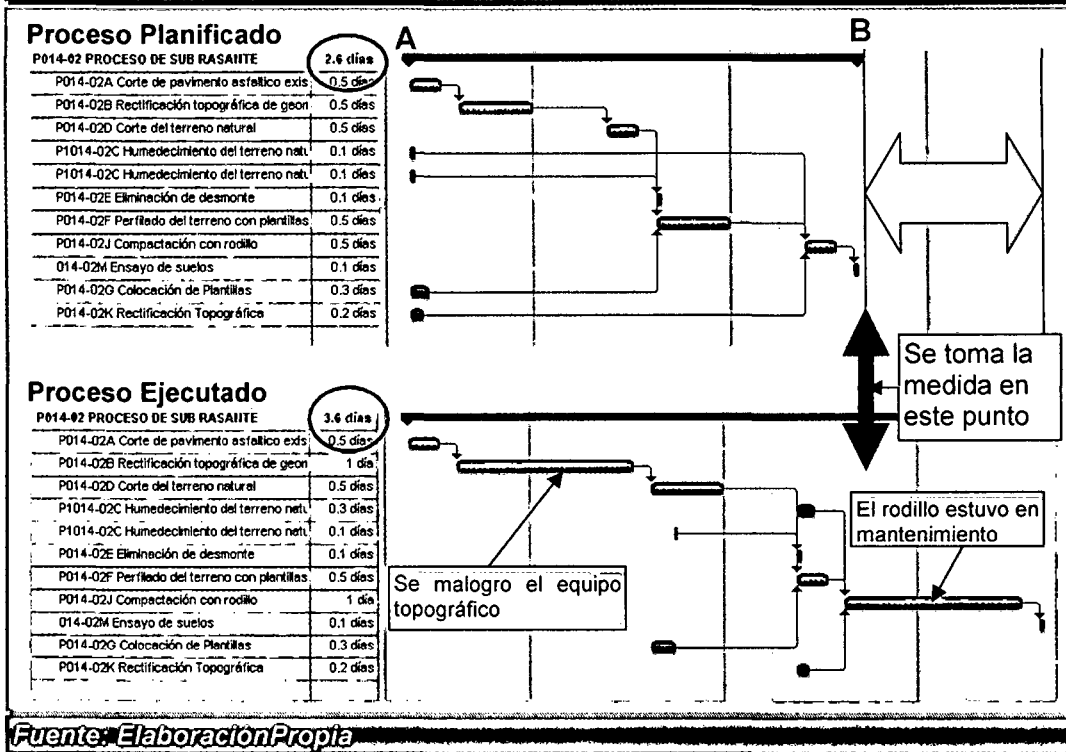 Proceso Planificado
A
B
P014-02 PROCESO DE SUB RASANTE 2.6 días
P014-02A Corte de pavimento asfaltico exis 0.5 días
P014-02B Rectificación topográfica de geon 0.5 días
P014-02D Corte del terreno natural 0.5 días
P1014-02C Humedecimiento del terreno natu 0.1 días
P1014-02C Humedecimiento del terreno natu 0.1 días
P014-02E Eliminación de desmonte 0.1 días
P014-02F Perfilado del terreno con plantillas 0.5 días
P014-02J Compactación con rodillo 0.5 días
014-02M Ensayo de suelos 0.1 días
P014-02G Colocación de Plantillas 0.3 días
P014-02K Rectificación Topográfica 0.2 días
Se toma la
medida en
este punto
Proceso Ejecutado
P014-02 PROCESO DE SUB RASANTE 3.6 días
P014-02A Corte de pavimento asfaltico exis 0.5 días
P014-02B Rectificación topográfica de geon 1 día
P014-02D Corte del terreno natural 0.5 días
P1014-02C Humedecimiento del terreno natu 0.3 días
P1014-02C Humedecimiento del terreno natu 0.1 días
P014-02E Eliminación de desmonte 0.1 días
P014-02F Perfilado del terreno con plantillas 0.5 días
P014-02J Compactación con rodillo 1 día
014-02M Ensayo de suelos 0.1 días
P014-02G Colocación de Plantillas 0.3 días
P014-02K Rectificación Topográfica 0.2 días
Se malogro el equipo
topográfico
El rodillo estuvo en
mantenimiento
Fuente: Elaboración Propia